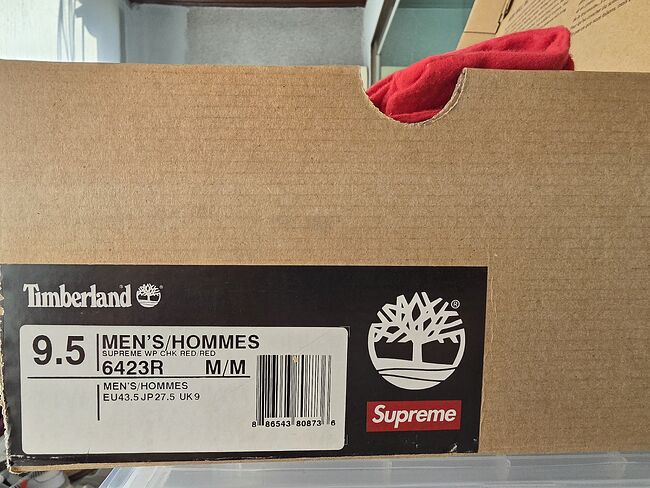 Timberland
®
9.5
MEN'S/HOMMES
SUPREME WP CHK RED/RED
6423R M/M
MEN'S/HOMMES
EU43.5 JP27.5 UK9
8 86543 80873 6
Supreme